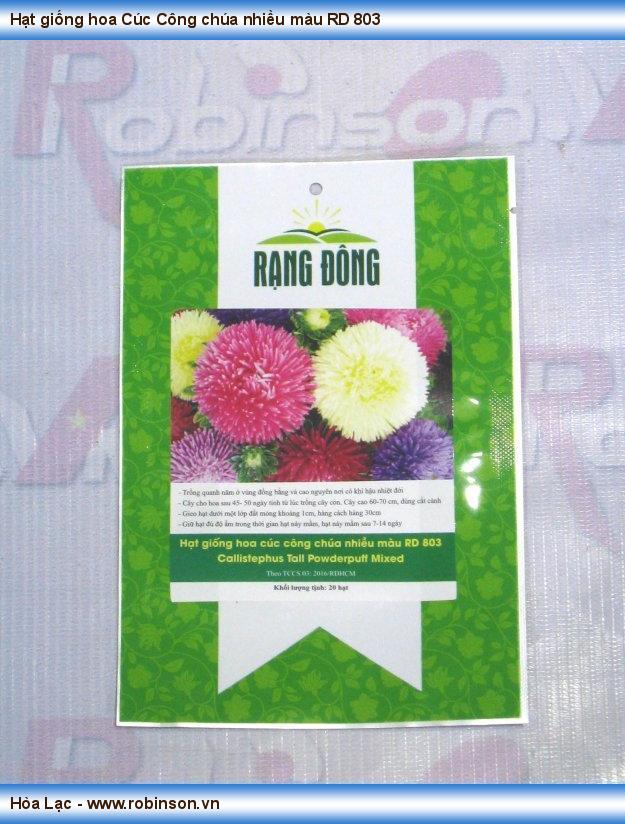 Hạt giống hoa Cúc Công chúa nhiều màu RD 803
Robinson
RẠNG ĐÔNG
- Trồng quanh năm ở vùng đồng bằng và cao nguyên nơi có khí hậu nhiệt đới
- Cây cho hoa sau 45- 50 ngày tính từ lúc trồng cây con. Cây cao 60-70 cm, dùng cắt cành
- Gieo hạt dưới một lớp đất mỏng khoảng 1cm, hàng cách hàng 30cm
- Giữ hạt đủ độ ẩm trong thời gian hạt nảy mầm, hạt nảy mầm sau 7-14 ngày
Hạt giống hoa cúc công chúa nhiều màu RD 803
Callistephus Tall Powderpuff Mixed
Theo TCCS 03: 2016/RDHCM
Khối lượng tịnh: 20 hạt
Hòa Lạc - www.robinson.vn